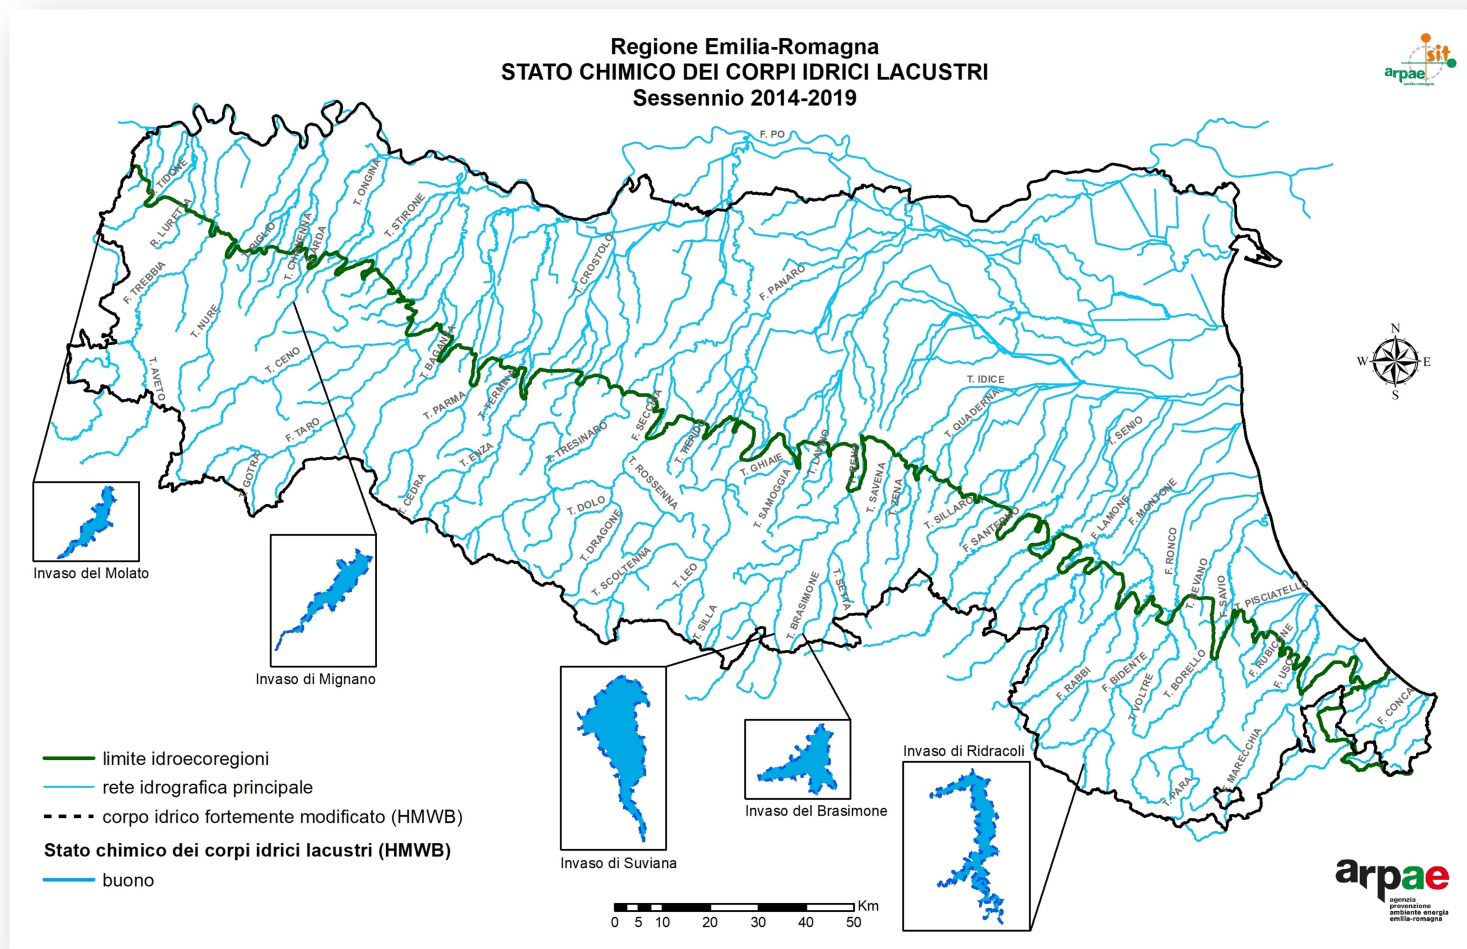 Regione Emilia-Romagna
STATO CHIMICO DEI CORPI IDRICI LACUSTRI
Sessennio 2014-2019
sit
arpae
emilia-romagna
F. PO
T. TIDONE
R. LURETTA
F. TREBBIA
T. NURE
T. AVETO
T. CHIAVENNA
T. ONGINA
T. STIRONE
T. CENO
F. TARO
T. GOTRA
T. BAGANZA
T. PARMA
T. TERMINA
T. ENZA
T. CEDRA
T. CROSTOLO
T. TRESINARO
F. SECCHIA
T. TIEPIDO
T. ROSSENNA
T. DOLO
T. DRAGONE
T. SCOLTENNA
T. LEO
T. SILLA
F. PANARO
T. GHIAIE
T. SAMOGGIA
T. LAVINO
T. SAVENA
T. ZENA
T. IDICE
T. QUADERNA
T. SILLARO
F. SANTERNO
T. SENIO
F. LAMONE
F. MONTONE
F. RONCO
T. BEVANO
F. SAVIO
T. PISCIATELLO
F. RUBICONE
F. USO
F. CONCA
F. MARECCHIA
T. PARA
T. BORELLO
T. VOLTRE
F. BIDENTE
F. RABBI
T. SETTA
T. BRASIMONE
N
W
E
S
Invaso del Molato
Invaso di Mignano
Invaso di Suviana
Invaso del Brasimone
Invaso di Ridracoli
limite idroecoregioni
rete idrografica principale
corpo idrico fortemente modificato (HMWB)
Stato chimico dei corpi idrici lacustri (HMWB)
buono
Km
0 5 10 20 30 40 50
arpae
agenzia
prevenzione
ambiente energia
emilia-romagna